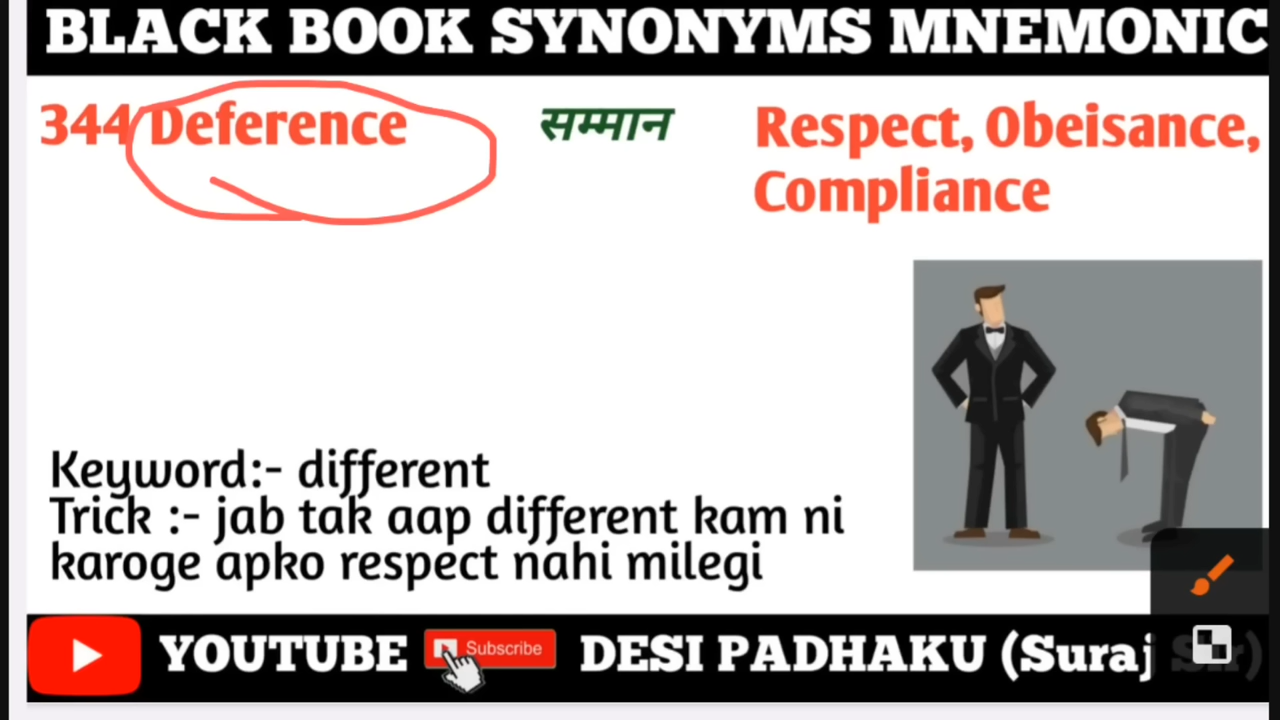 BLACK BOOK SYNONYMS MNEMONIC
344 Deference सम्मान Respect, Obeisance,
Compliance
Keyword:- different
Trick :- jab tak aap different kam ni
karoge apko respect nahi milegi
YOUTUBE Subscribe DESI PADHAKU (Suraj Sir)